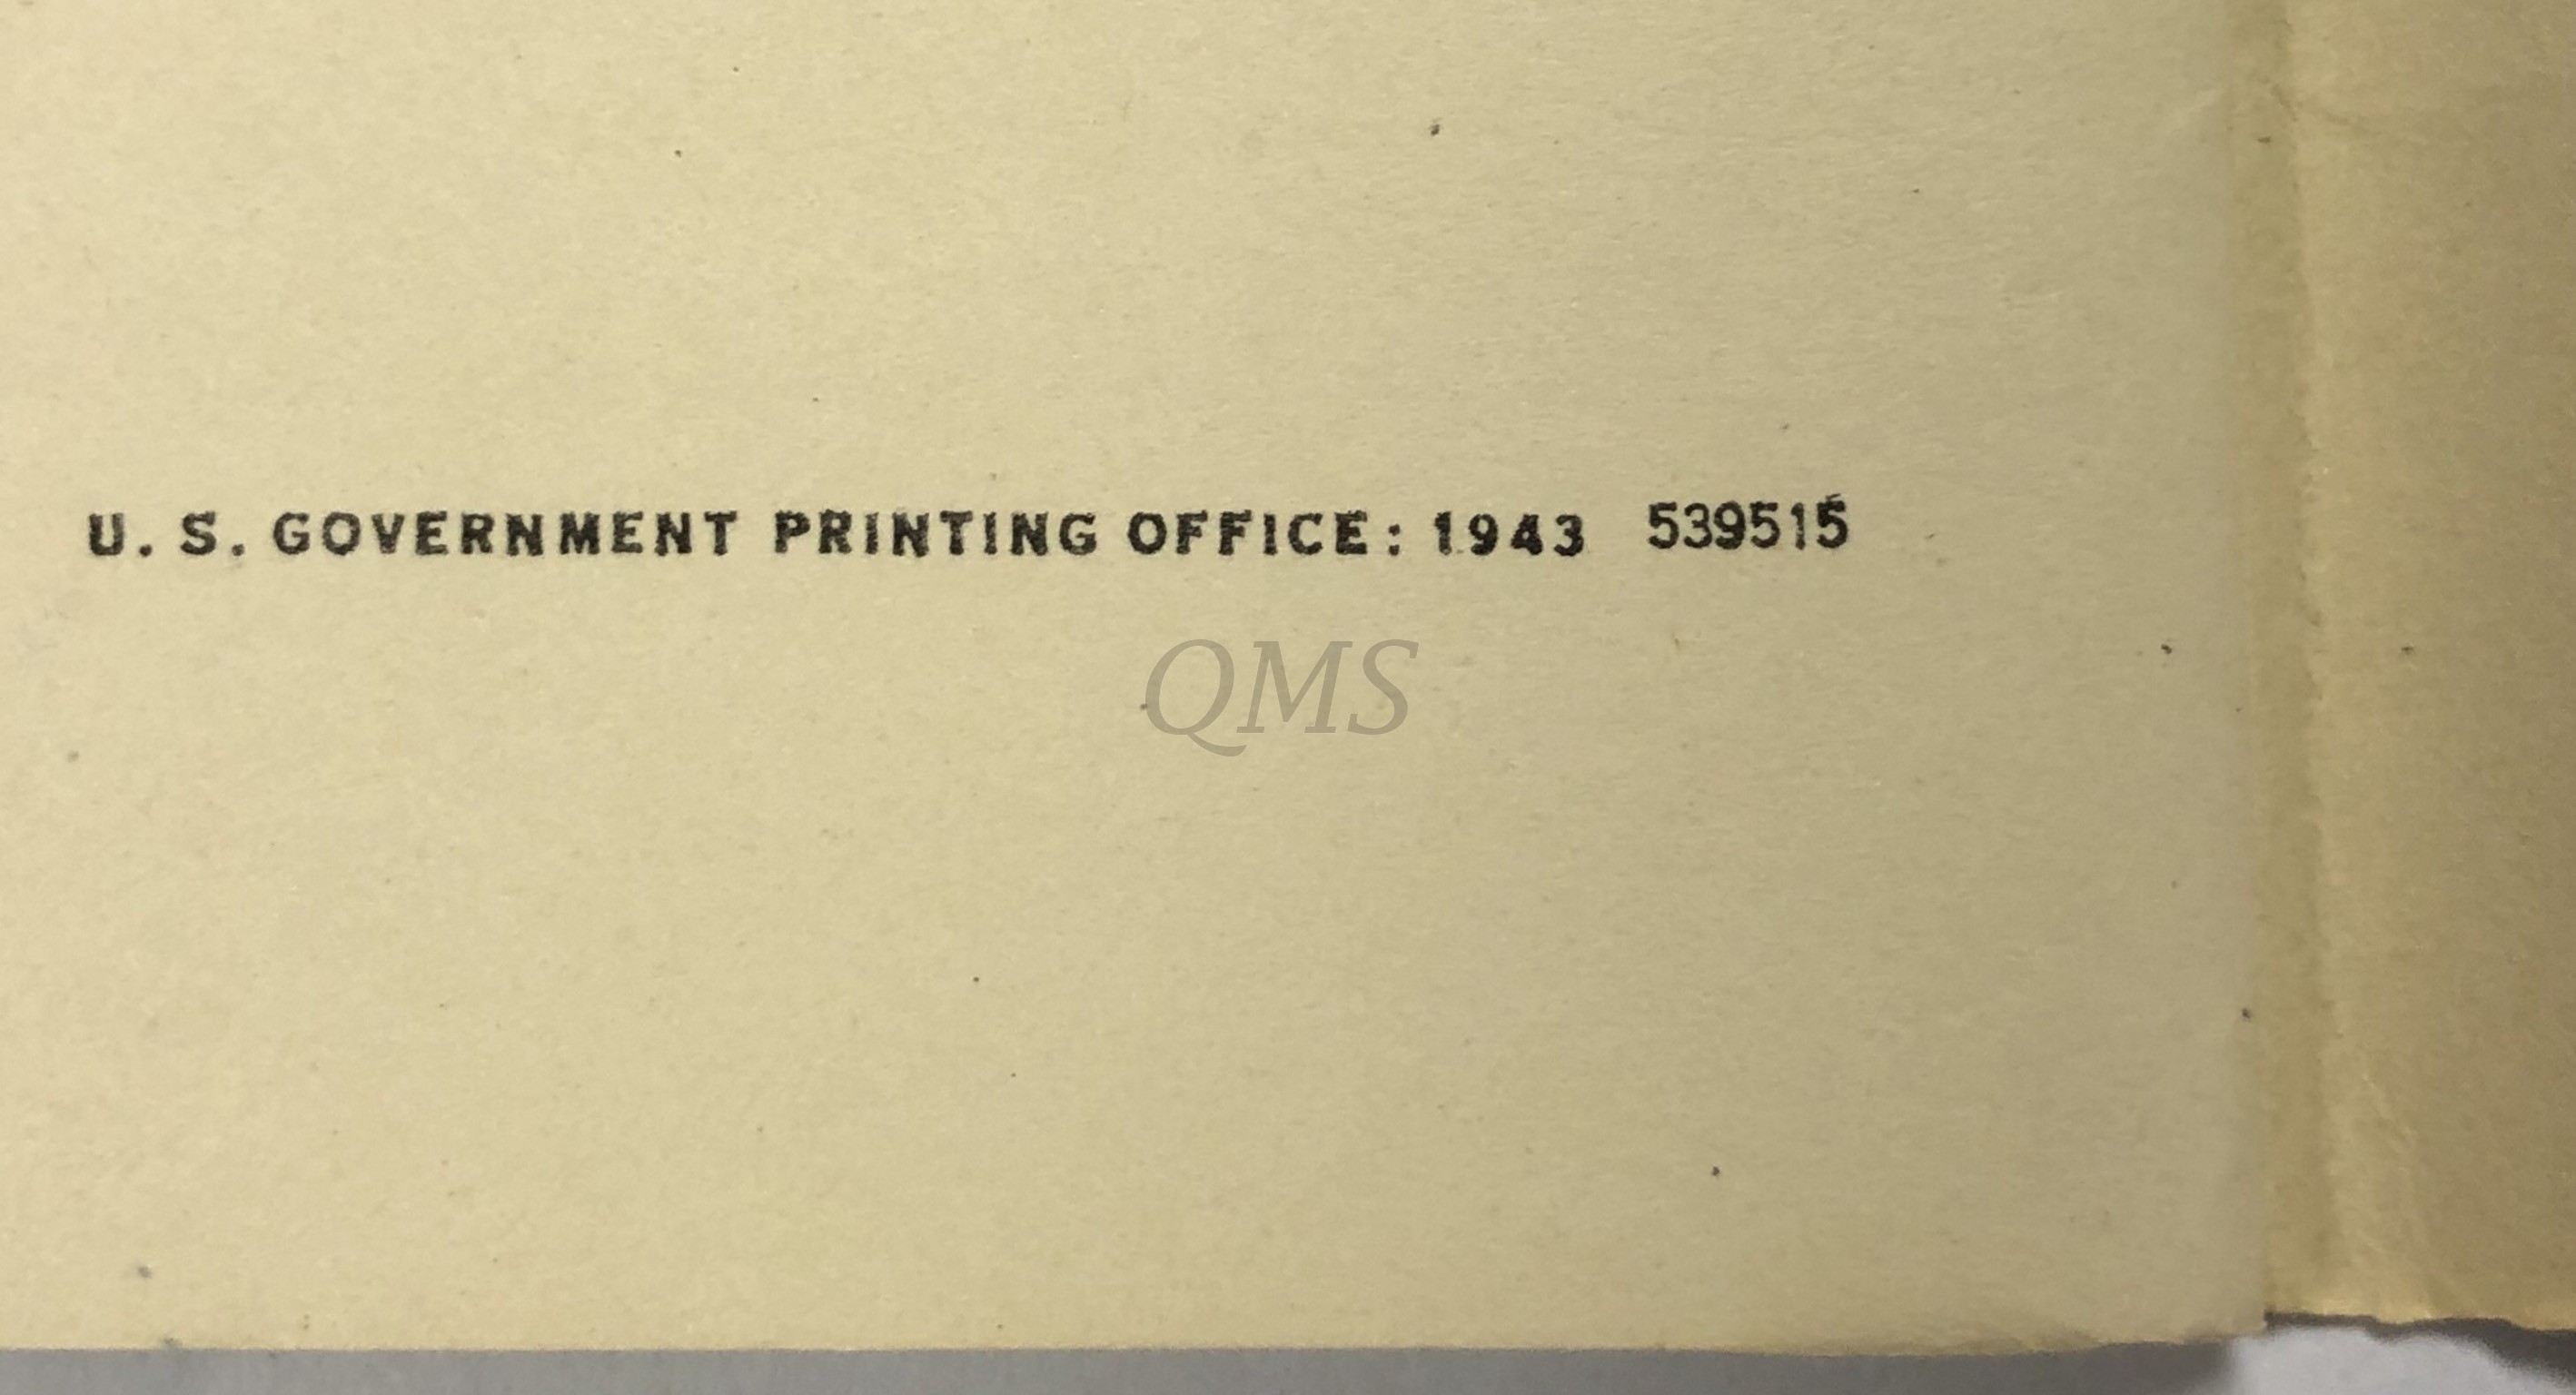 U. S. GOVERNMENT PRINTING OFFICE: 1943 539515
QMS